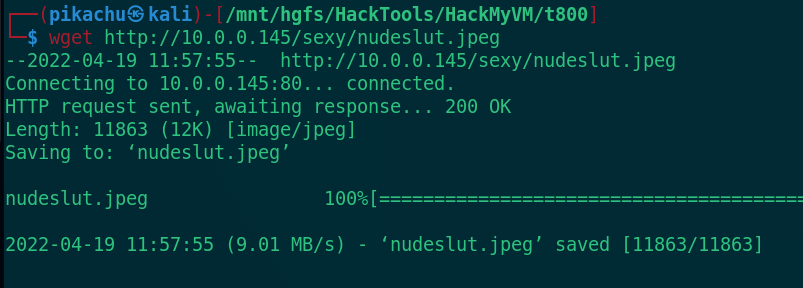 ┌──(pikachu㉿kali)-[/mnt/hgfs/HackTools/HackMyVM/t800]
└─$ wget http://10.0.0.145/sexy/nudeslut.jpeg
--2022-04-19 11:57:55--  http://10.0.0.145/sexy/nudeslut.jpeg
Connecting to 10.0.0.145:80... connected.
HTTP request sent, awaiting response... 200 OK
Length: 11863 (12K) [image/jpeg]
Saving to: ‘nudeslut.jpeg’
nudeslut.jpeg                100%[=======================================
2022-04-19 11:57:55 (9.01 MB/s) - ‘nudeslut.jpeg’ saved [11863/11863]